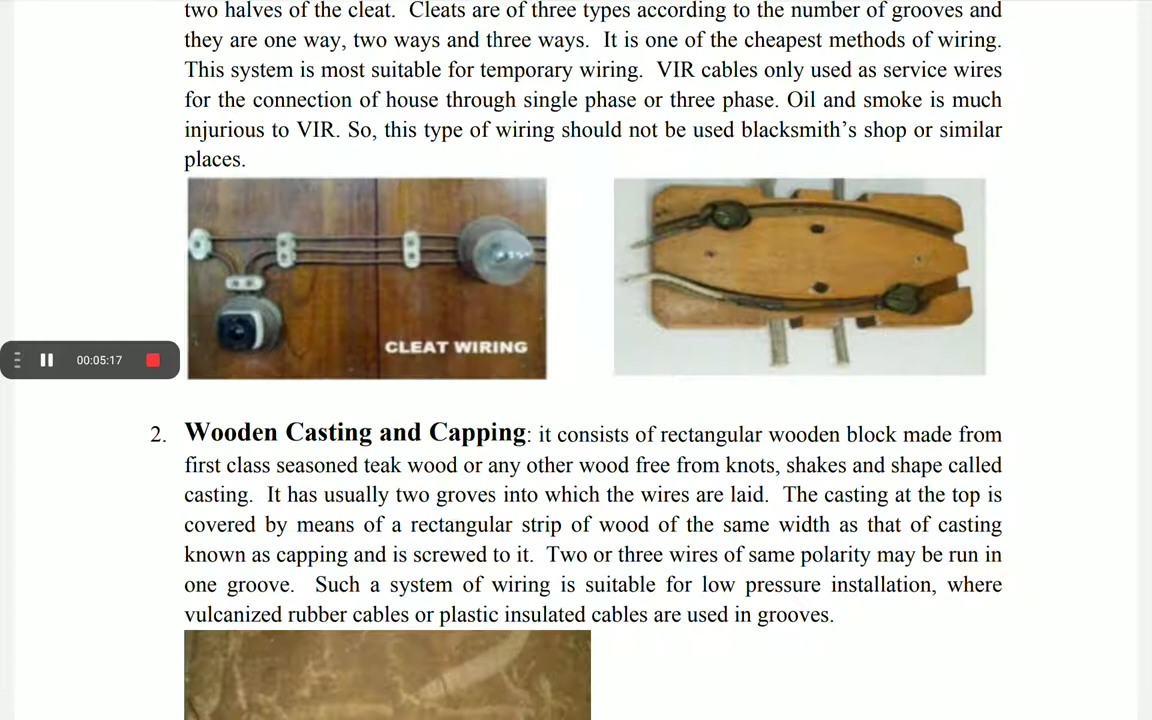 two halves of the cleat. Cleats are of three types according to the number of grooves and
they are one way, two ways and three ways. It is one of the cheapest methods of wiring.
This system is most suitable for temporary wiring. VIR cables only used as service wires
for the connection of house through single phase or three phase. Oil and smoke is much
injurious to VIR. So, this type of wiring should not be used blacksmith's shop or similar
places.
CLEAT WIRING
00:05:17
2. Wooden Casting and Capping: it consists of rectangular wooden block made from
first class seasoned teak wood or any other wood free from knots, shakes and shape called
casting. It has usually two groves into which the wires are laid. The casting at the top is
covered by means of a rectangular strip of wood of the same width as that of casting
known as capping and is screwed to it. Two or three wires of same polarity may be run in
one groove. Such a system of wiring is suitable for low pressure installation, where
vulcanized rubber cables or plastic insulated cables are used in grooves.